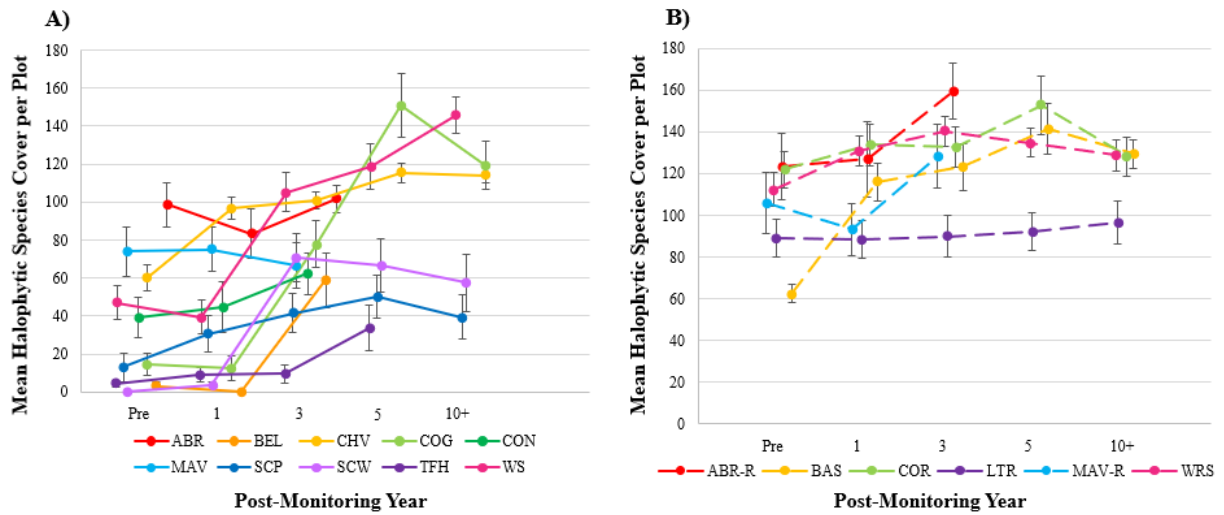 A)
Mean Halophytic Species Cover per Plot
180
160
140
120
100
80
60
40
20
0
Pre 1 3 5 10+
ABR BEL CHV COG CON
MAV SCP SCW TFH WS
Post-Monitoring Year
B)
Mean Halophytic Species Cover per Plot
180
160
140
120
100
80
60
40
20
0
Pre 1 3 5 10+
ABR-R BAS COR LTR MAV-R WRS
Post-Monitoring Year